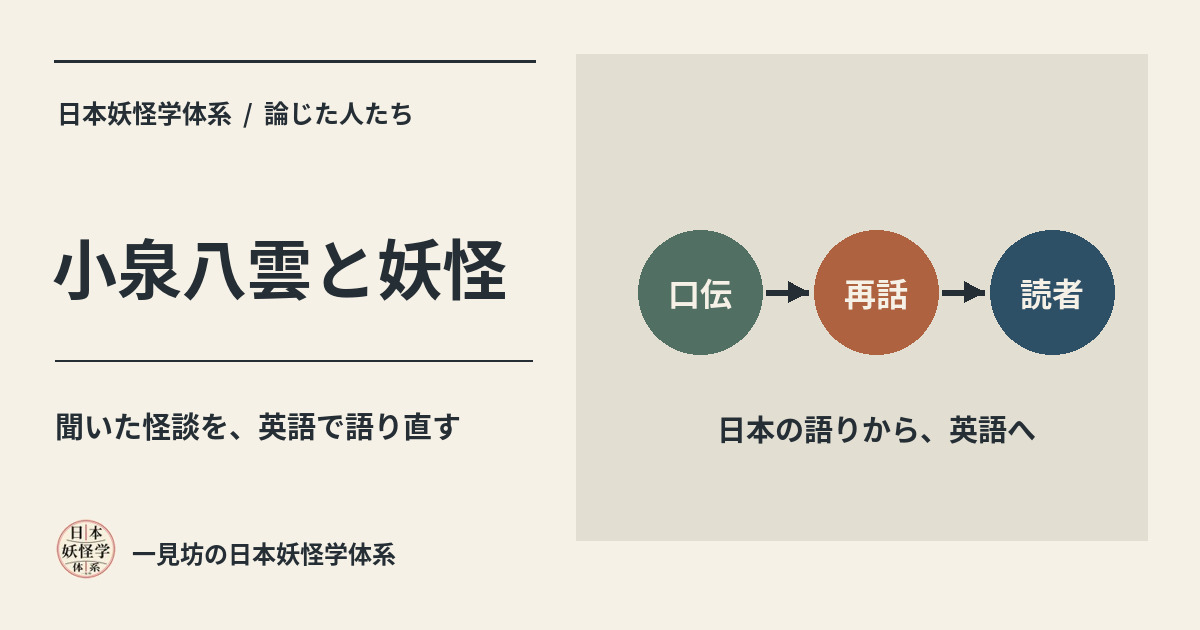 日本妖怪学体系 / 論じた人たち
小泉八雲と妖怪
聞いた怪談を、英語で語り直す
日本
妖怪学
体系
一見坊の日本妖怪学体系
口伝
再話
読者
日本の語りから、英語へ